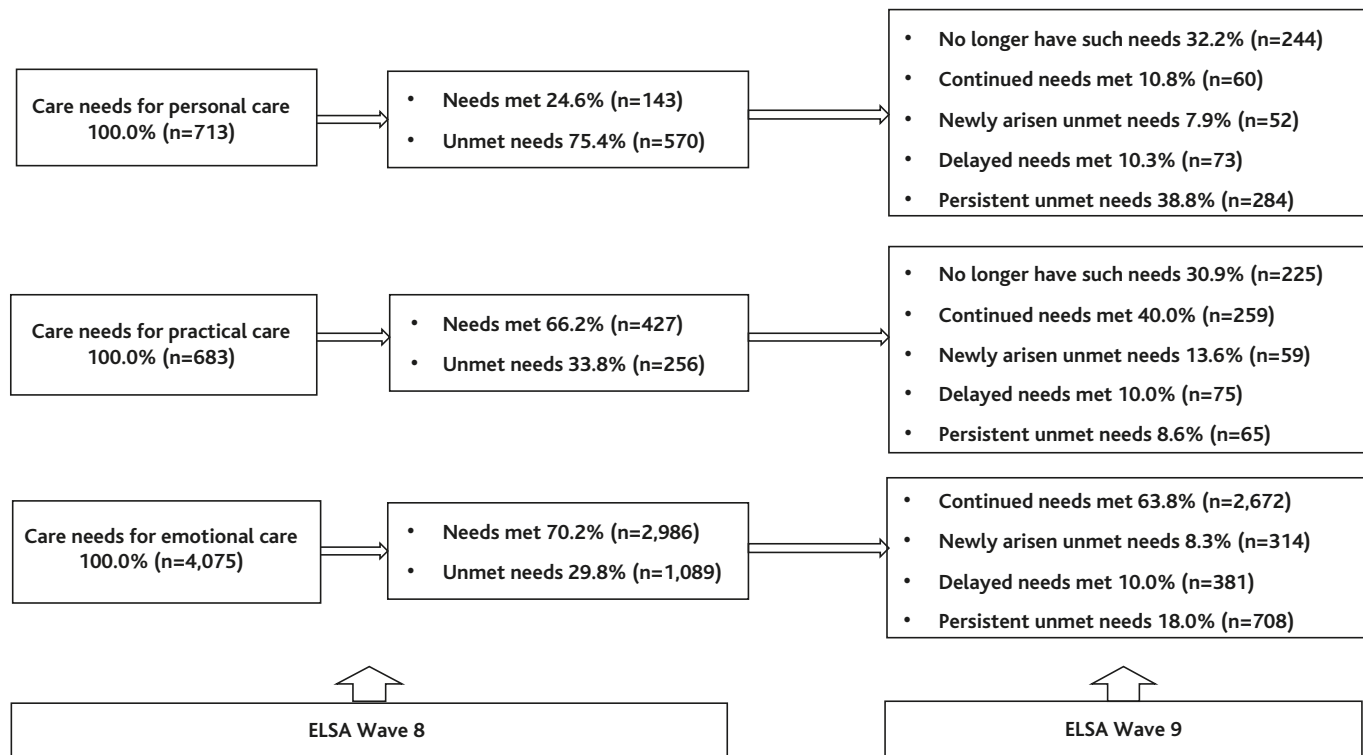 Care needs for personal care
100.0% (n=713)
• Needs met 24.6% (n=143)
• Unmet needs 75.4% (n=570)
• No longer have such needs 32.2% (n=244)
• Continued needs met 10.8% (n=60)
• Newly arisen unmet needs 7.9% (n=52)
• Delayed needs met 10.3% (n=73)
• Persistent unmet needs 38.8% (n=284)
Care needs for practical care
100.0% (n=683)
• Needs met 66.2% (n=427)
• Unmet needs 33.8% (n=256)
• No longer have such needs 30.9% (n=225)
• Continued needs met 40.0% (n=259)
• Newly arisen unmet needs 13.6% (n=59)
• Delayed needs met 10.0% (n=75)
• Persistent unmet needs 8.6% (n=65)
Care needs for emotional care
100.0% (n=4,075)
• Needs met 70.2% (n=2,986)
• Unmet needs 29.8% (n=1,089)
• Continued needs met 63.8% (n=2,672)
• Newly arisen unmet needs 8.3% (n=314)
• Delayed needs met 10.0% (n=381)
• Persistent unmet needs 18.0% (n=708)
ELSA Wave 8
ELSA Wave 9